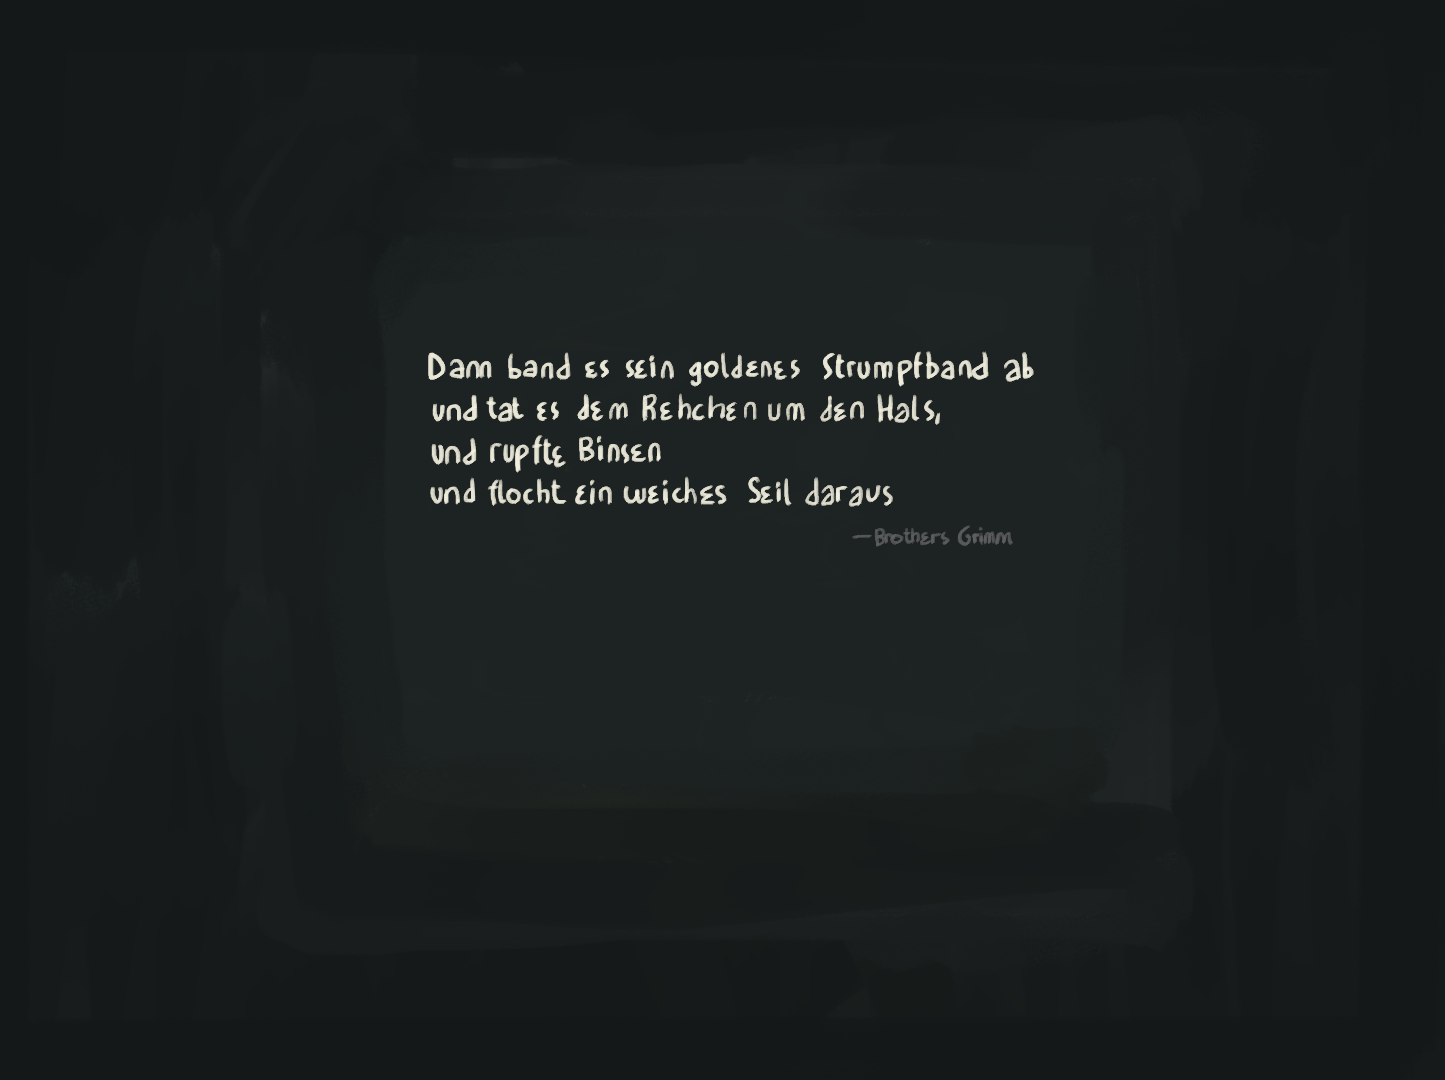 Dann band es sein goldenes Strumpfband ab
und tat es dem Rehchen um den Hals,
und rupfte Binsen
und flocht ein weiches Seil daraus
—Brothers Grimm